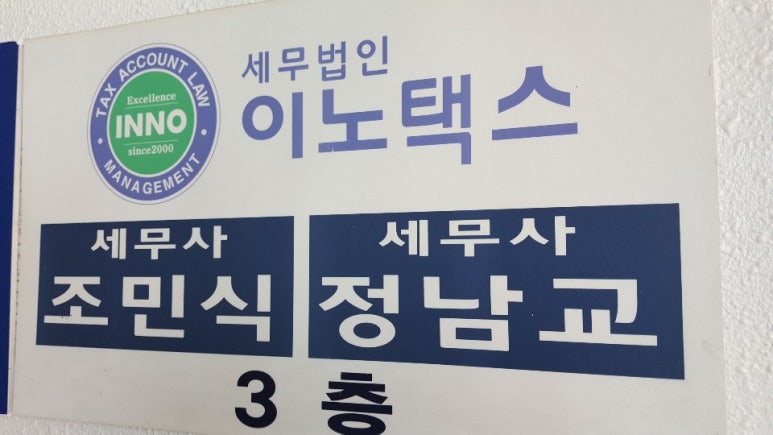 TAX ACCOUNT LAW
Excellence
INNO
since2000
MANAGEMENT
세무법인
이노택스
세무사
조민식
세무사
정남교
3층